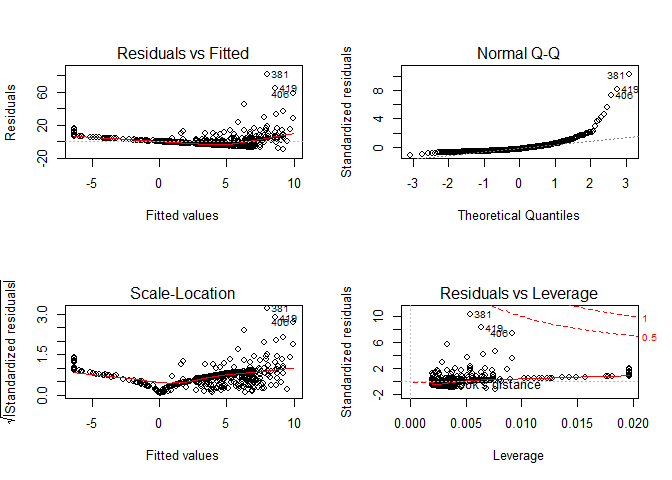 Residuals vs Fitted
Residuals
-20 20 60
381
419
406
-5 0 5 10
Fitted values
Normal Q-Q
Standardized residuals
0 4 8
381
419
406
-3 -2 -1 0 1 2 3
Theoretical Quantiles
Scale-Location
√|Standardized residuals|
0.0 1.5 3.0
381
419
406
-5 0 5 10
Fitted values
Residuals vs Leverage
Standardized residuals
-2 2 6 10
381
419
406
1
0.5
distance
0.000 0.005 0.010 0.015 0.020
Leverage